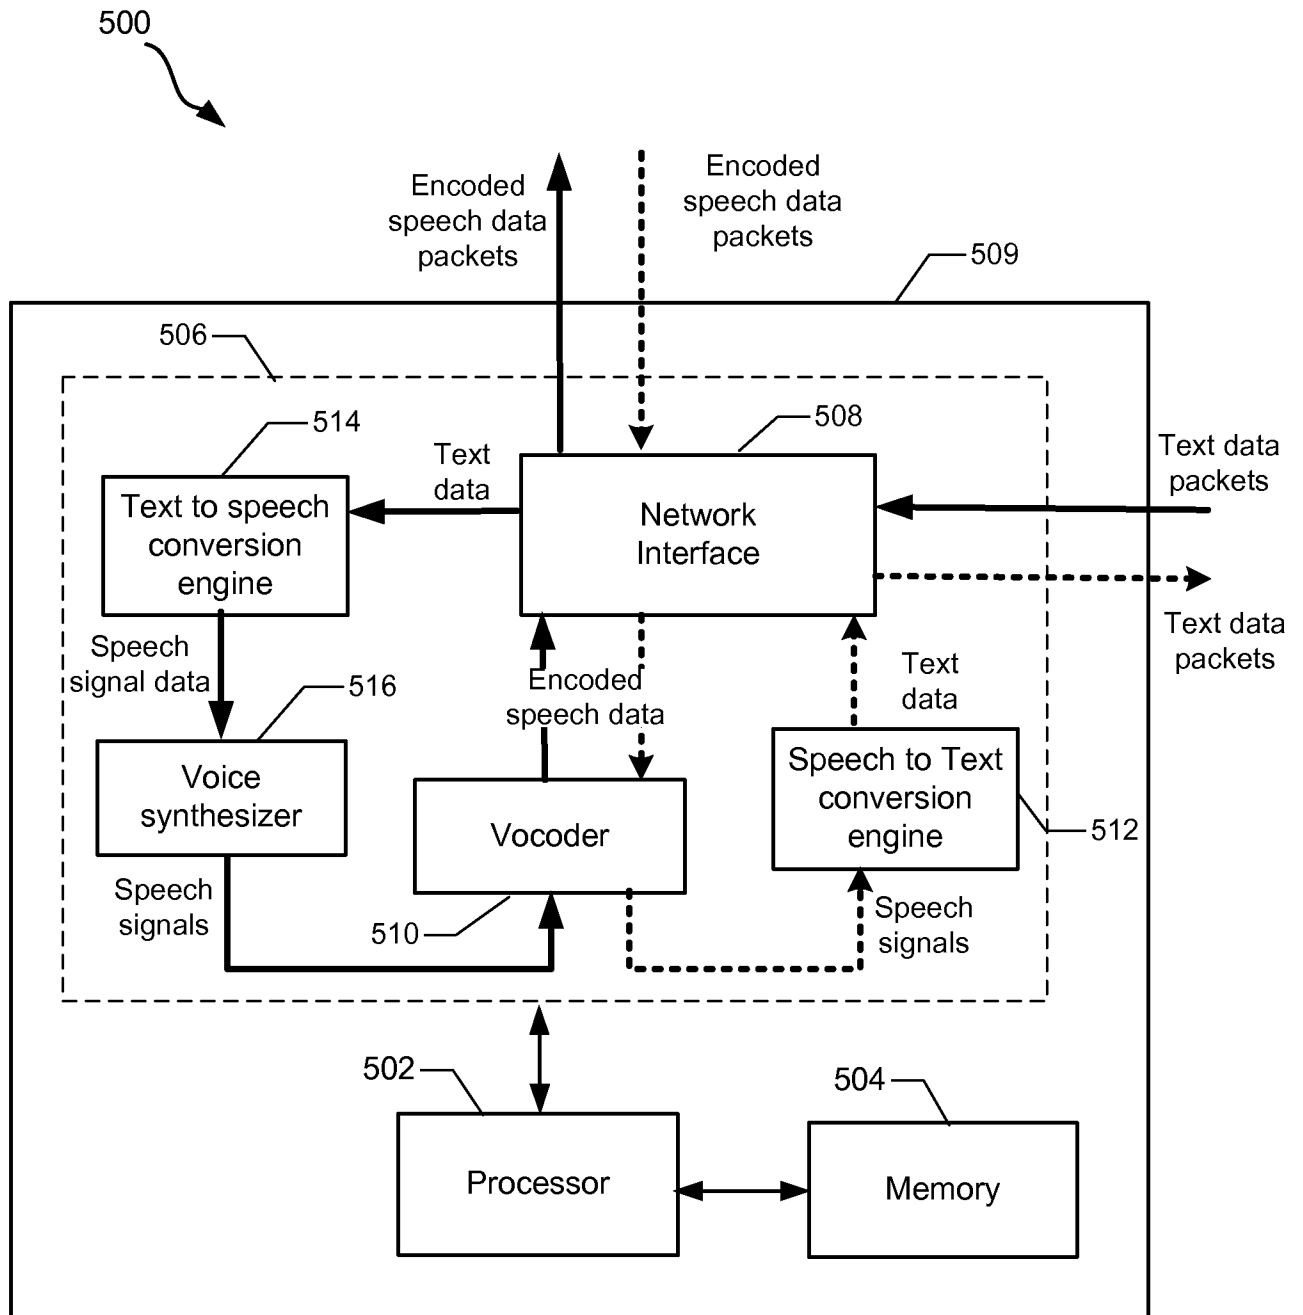 500
Encoded
speech data
packets
Encoded
speech data
packets
509
506
514
508
Text
data
Text data
packets
Text to speech
conversion
engine
Network
Interface
Text data
packets
Speech
signal data
516
Encoded
speech data
Text
data
Voice
synthesizer
Vocoder
Speech to Text
conversion
engine
512
Speech
signals
510
Speech
signals
502
504
Processor
Memory